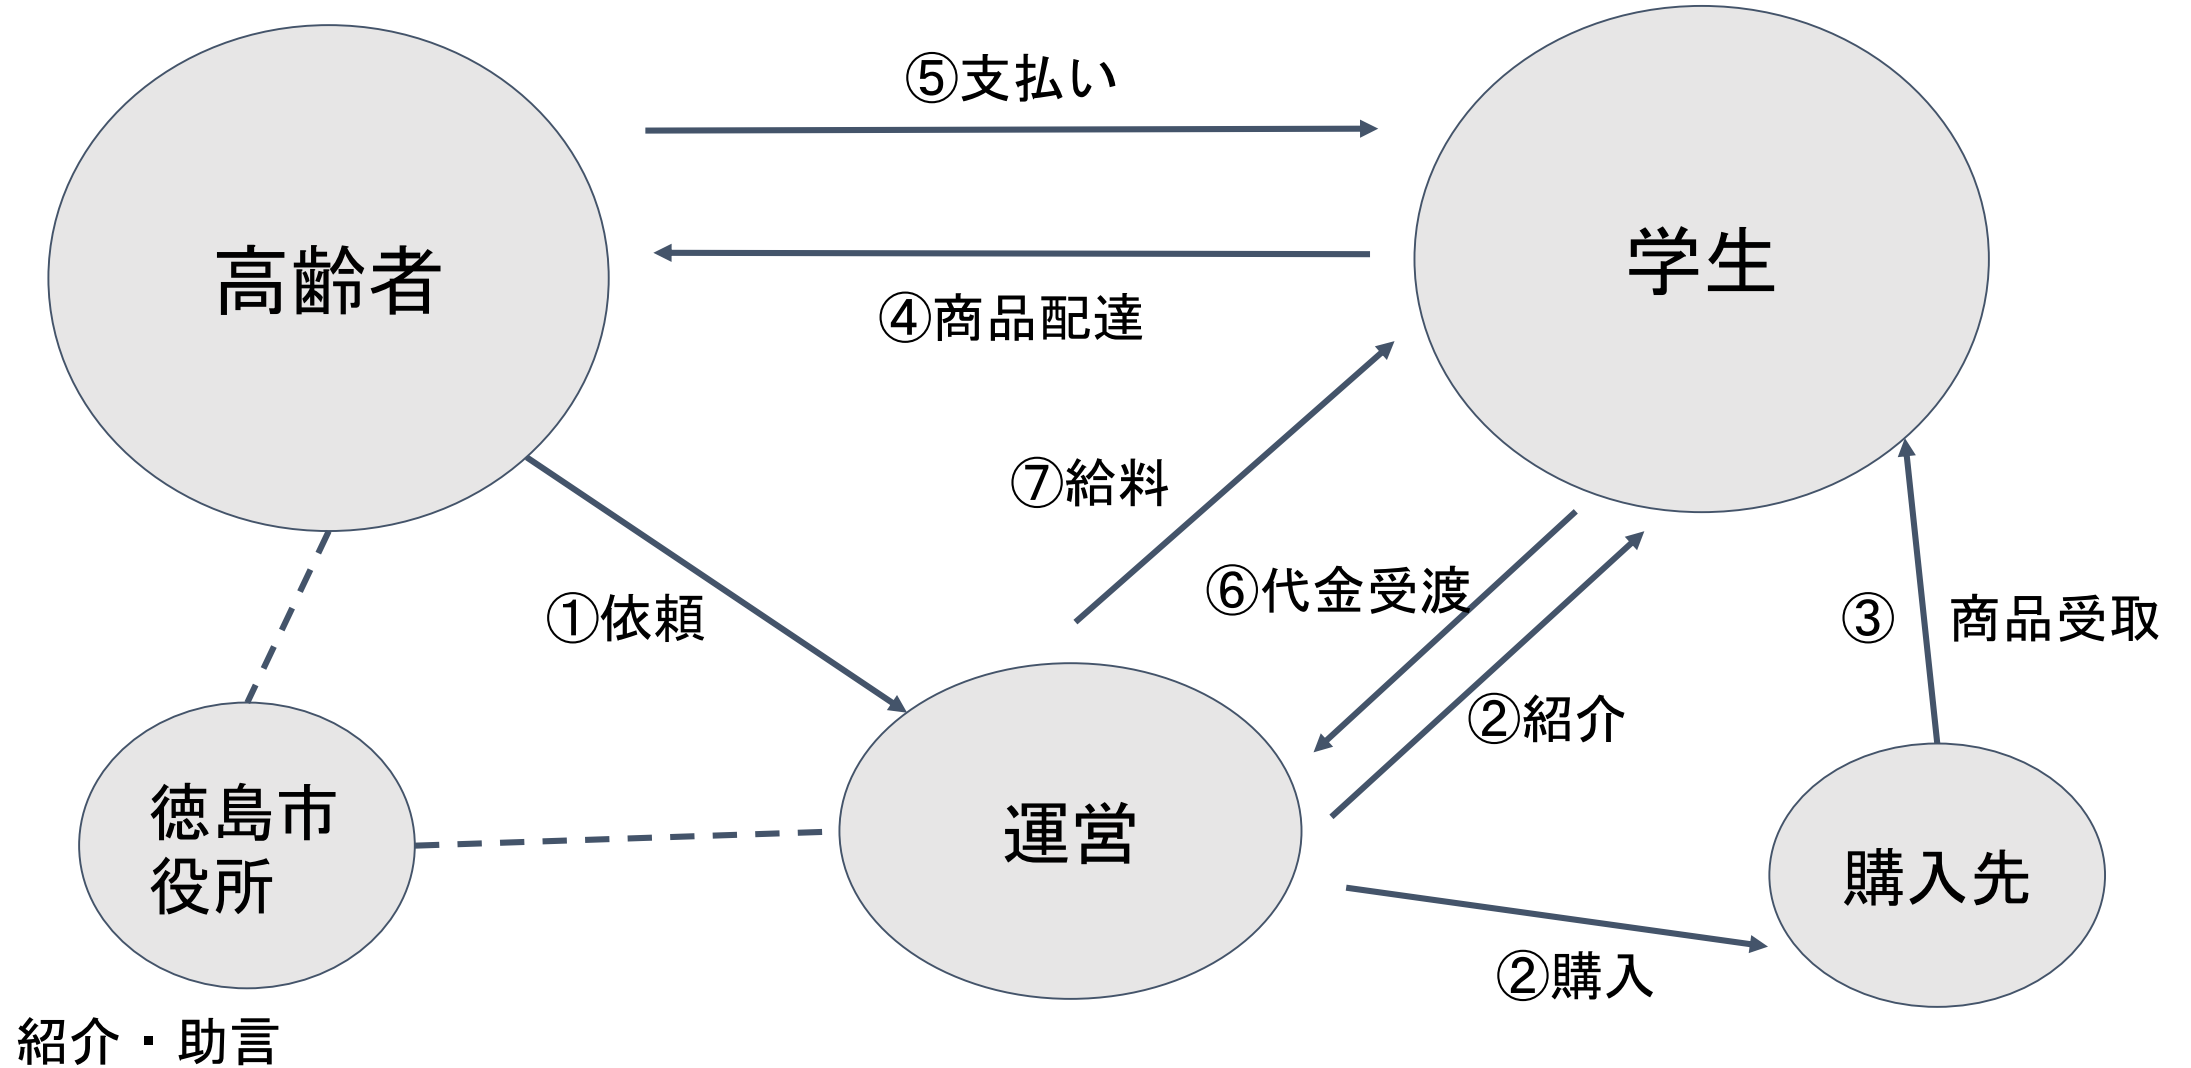 ⑤支払い
高齢者
学生
④商品配達
⑦給料
⑥代金受渡
①依頼
③ 商品受取
②紹介
徳島市
役所
運営
購入先
②購入
紹介・助言